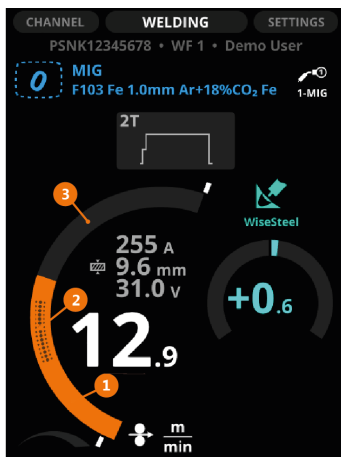 CHANNEL WELDING SETTINGS
PSNK12345678 • WF 1 • Demo User
0 MIG
F103 Fe 1.0mm Ar+18%CO₂ Fe
1
1-MIG
2T
3
WiseSteel
255 A
9.6 mm
31.0 V
+0.6
2
12.9
1
m
min